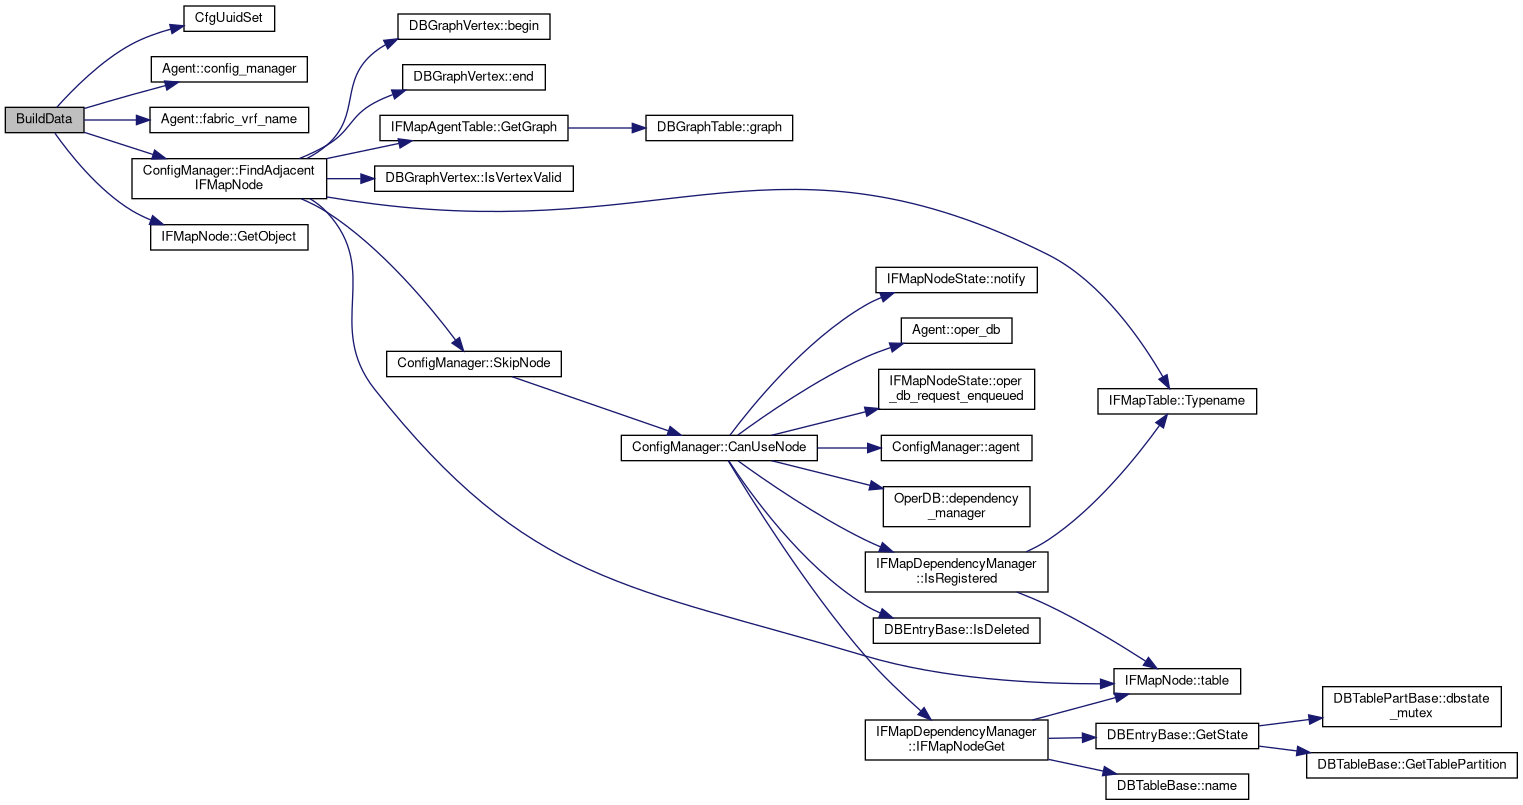 BuildData
CfgUuidSet
Agent::config_manager
Agent::fabric_vrf_name
ConfigManager::FindAdjacent
IFMapNode
IFMapNode::GetObject
DBGraphVertex::begin
DBGraphVertex::end
IFMapAgentTable::GetGraph
DBGraphTable::graph
DBGraphVertex::IsVertexValid
ConfigManager::SkipNode
ConfigManager::CanUseNode
IFMapNodeState::notify
Agent::oper_db
IFMapNodeState::oper
_db_request_enqueued
ConfigManager::agent
OperDB::dependency
_manager
IFMapDependencyManager
::IsRegistered
DBEntryBase::IsDeleted
IFMapDependencyManager
::IFMapNodeGet
IFMapTable::Typename
IFMapNode::table
DBEntryBase::GetState
DBTableBase::name
DBTablePartBase::dbstate
_mutex
DBTableBase::GetTablePartition